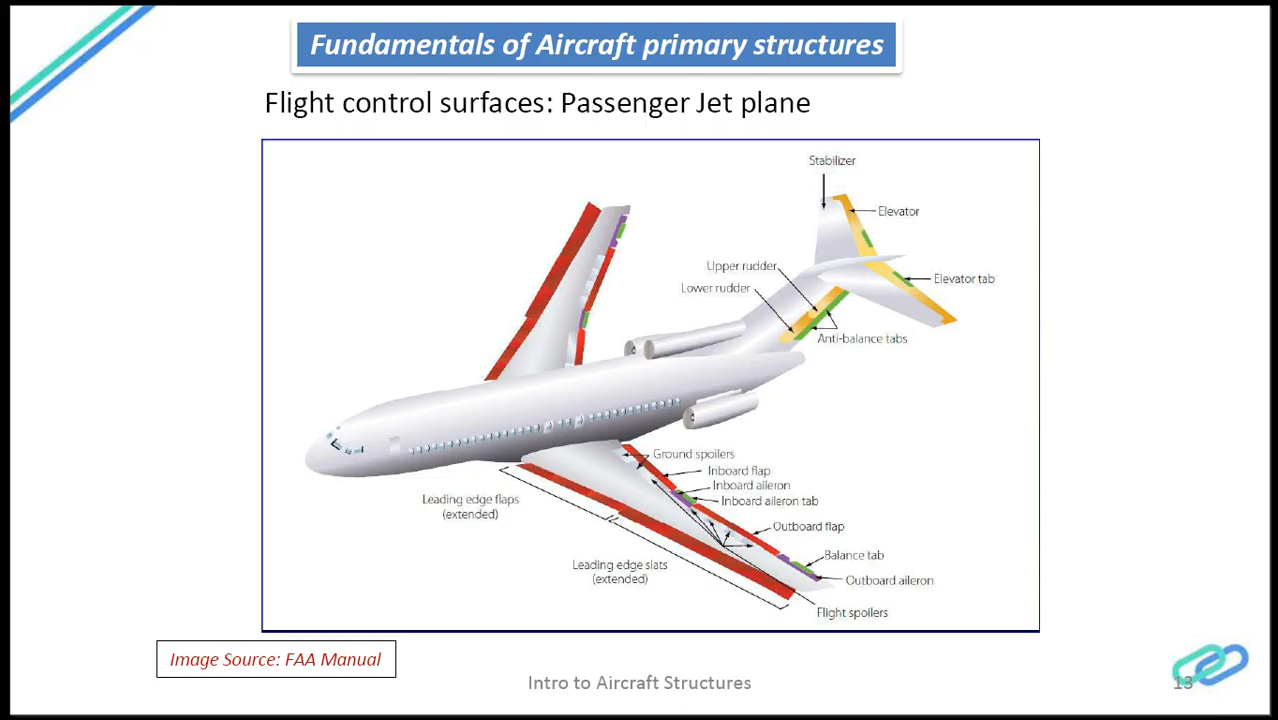 Fundamentals of Aircraft primary structures
Flight control surfaces: Passenger Jet plane
Stabilizer
Elevator
Upper rudder
Elevator tab
Lower rudder
Anti-balance tabs
Ground spoilers
Inboard flap
Inboard aileron
Leading edge flaps
(extended)
Inboard aileron tab
Outboard flap
Balance tab
Leading edge slats
(extended)
Outboard aileron
Flight spoilers
Image Source: FAA Manual
Intro to Aircraft Structures
13